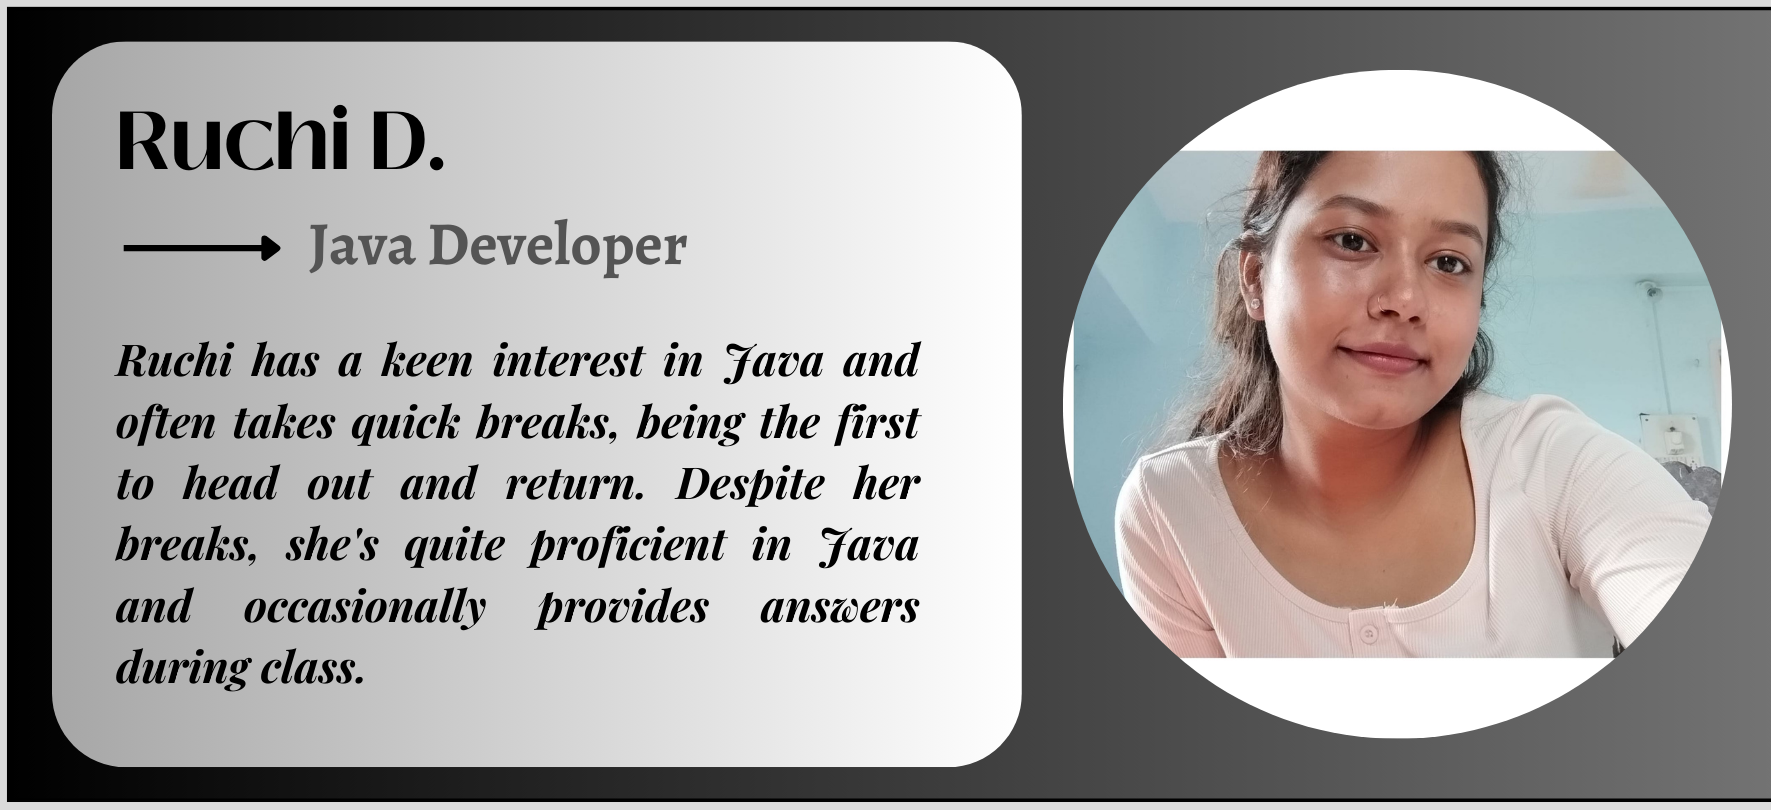 Ruchi D.
Java Developer
Ruchi has a keen interest in Java and
often takes quick breaks, being the first
to head out and return. Despite her
breaks, she's quite proficient in Java
and occasionally provides answers
during class.